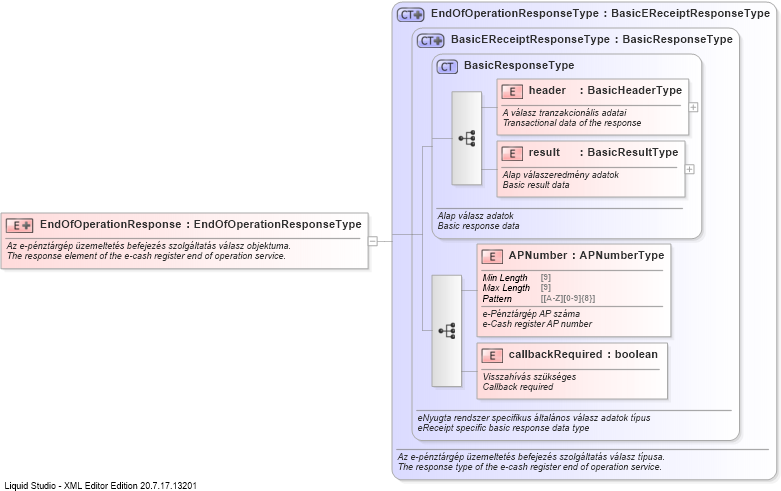 CT EndOfOperationResponseType : BasicEReceiptResponseType
CT BasicEReceiptResponseType : BasicResponseType
CT BasicResponseType
E header : BasicHeaderType
A válasz tranzakcionális adatai
Transactional data of the response
E result : BasicResultType
Alap válaszeredmény adatok
Basic result data
Alap válasz adatok
Basic response data
E EndOfOperationResponse : EndOfOperationResponseType
Az e-pénztárgép üzemeltetés befejezés szolgáltatás válasz objektuma.
The response element of the e-cash register end of operation service.
E APNumber : APNumberType
Min Length [9]
Max Length [9]
Pattern [[A-Z][0-9]{8}]
e-Pénztárgép AP száma
e-Cash register AP number
E callbackRequired : boolean
Visszahívás szükséges
Callback required
eNyugta rendszer specifikus általános válasz adatok típus
eReceipt specific basic response data type
Az e-pénztárgép üzemeltetés befejezés szolgáltatás válasz típusa.
The response type of the e-cash register end of operation service.
Liquid Studio - XML Editor Edition 20.7.17.13201